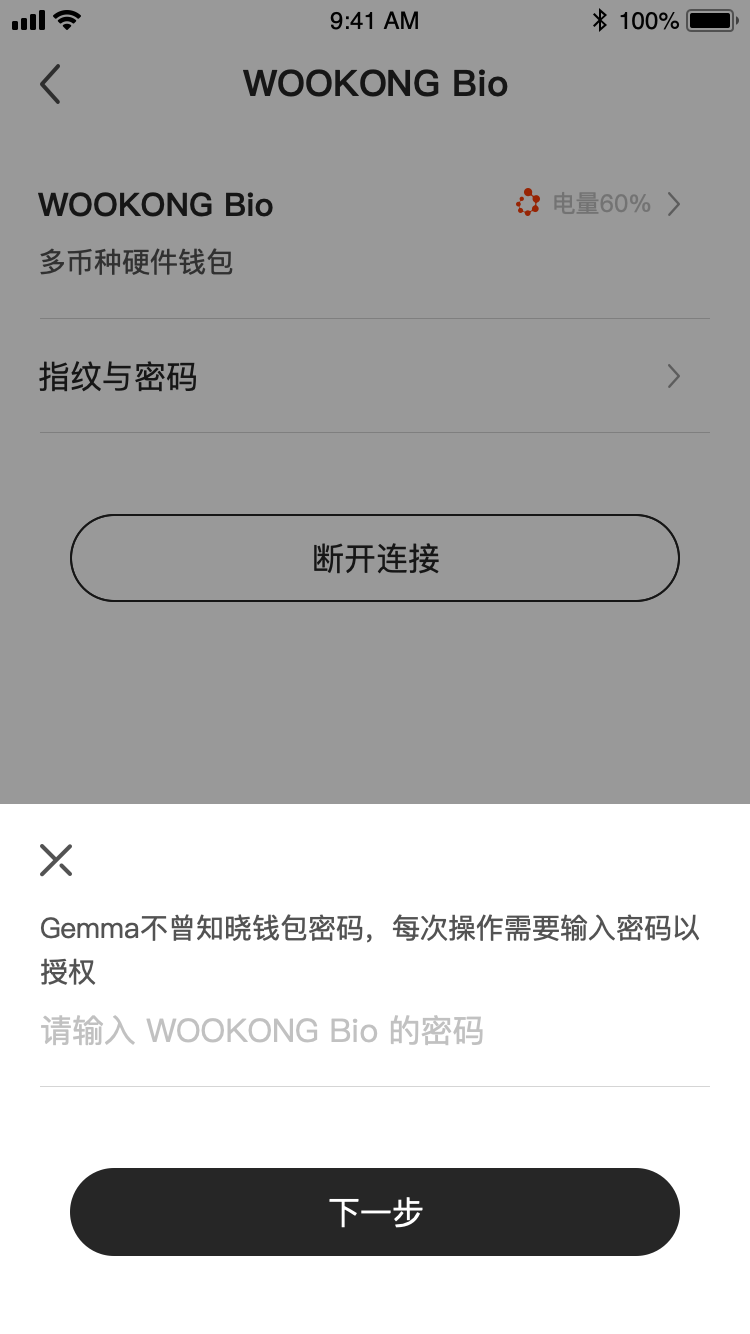 9:41 AM
100%
WOOKONG Bio
WOOKONG Bio
电量60%
多币种硬件钱包
指纹与密码
断开连接
Gemma不曾知晓钱包密码，每次操作需要输入密码以
授权
请输入 WOOKONG Bio 的密码
下一步